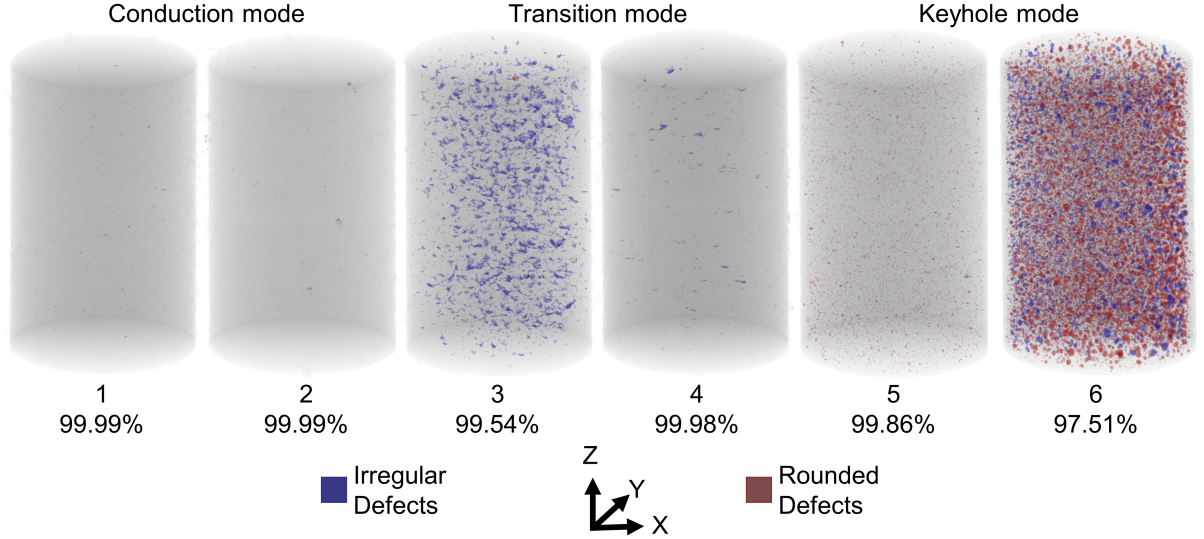 Conduction mode
Transition mode
Keyhole mode
1
2
3
4
5
6
99.99%
99.99%
99.54%
99.98%
99.86%
97.51%
Irregular
Defects
Z
Y
X
Rounded
Defects